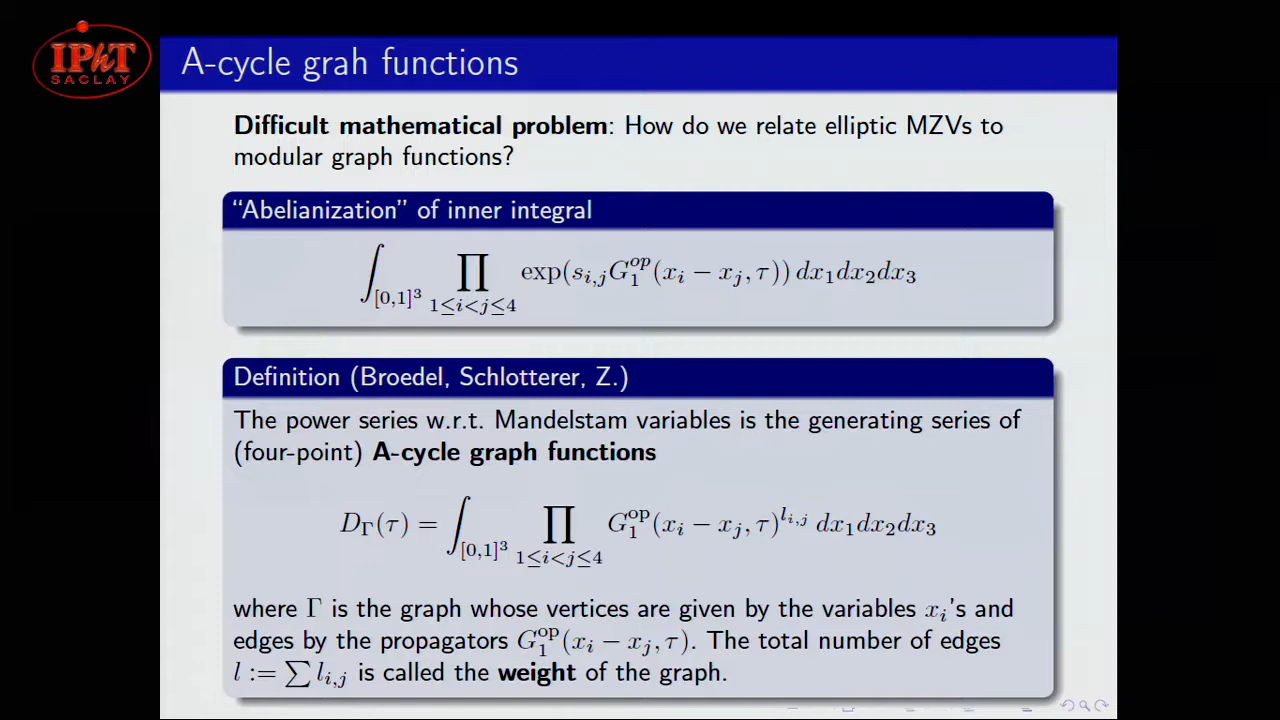 IPhT
SACLAY
A-cycle grah functions
Difficult mathematical problem: How do we relate elliptic MZVs to
modular graph functions?
“Abelianization” of inner integral
∫_{[0,1]^3} ∏_{1≤i<j≤4} exp(s_{i,j}G_1^{op}(x_i − x_j, τ)) dx_1dx_2dx_3
Definition (Broedel, Schlotterer, Z.)
The power series w.r.t. Mandelstam variables is the generating series of
(four-point) A-cycle graph functions
D_Γ(τ) = ∫_{[0,1]^3} ∏_{1≤i<j≤4} G_1^{op}(x_i − x_j, τ)^{l_{i,j}} dx_1dx_2dx_3
where Γ is the graph whose vertices are given by the variables x_i's and
edges by the propagators G_1^{op}(x_i − x_j, τ). The total number of edges
l := ∑ l_{i,j} is called the weight of the graph.